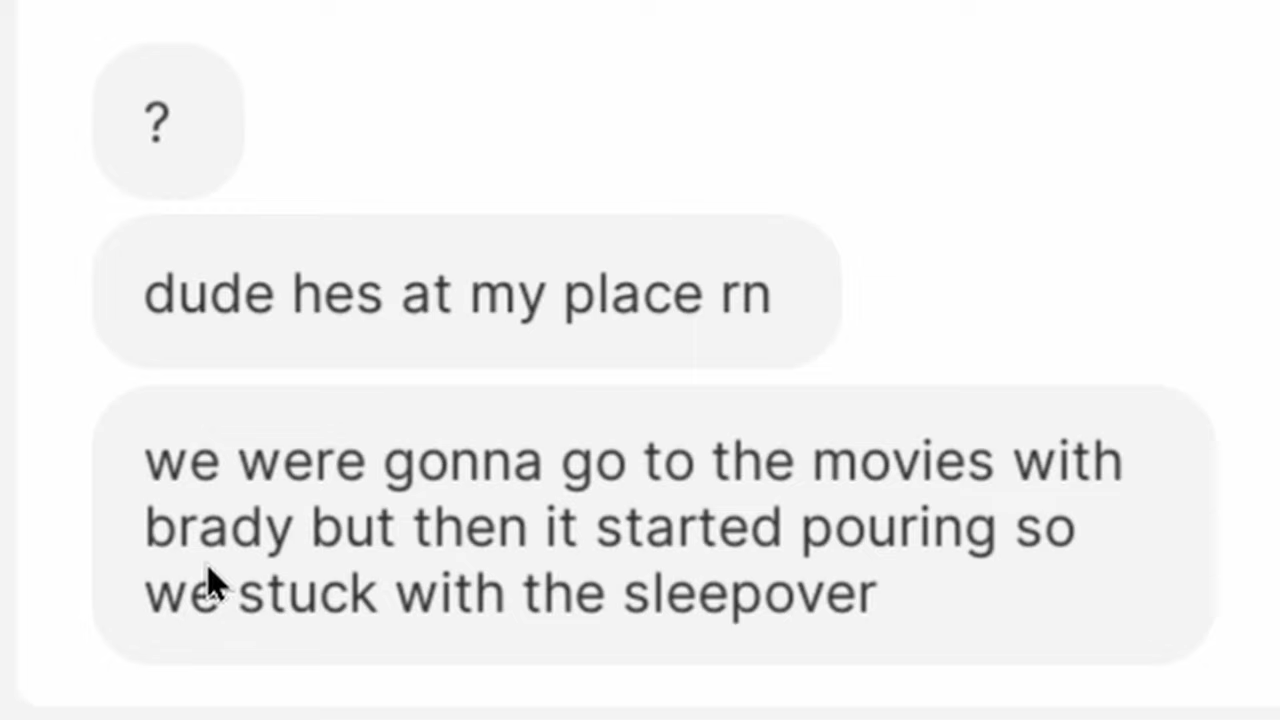 ?
dude hes at my place rn
we were gonna go to the movies with
brady but then it started pouring so
we stuck with the sleepover